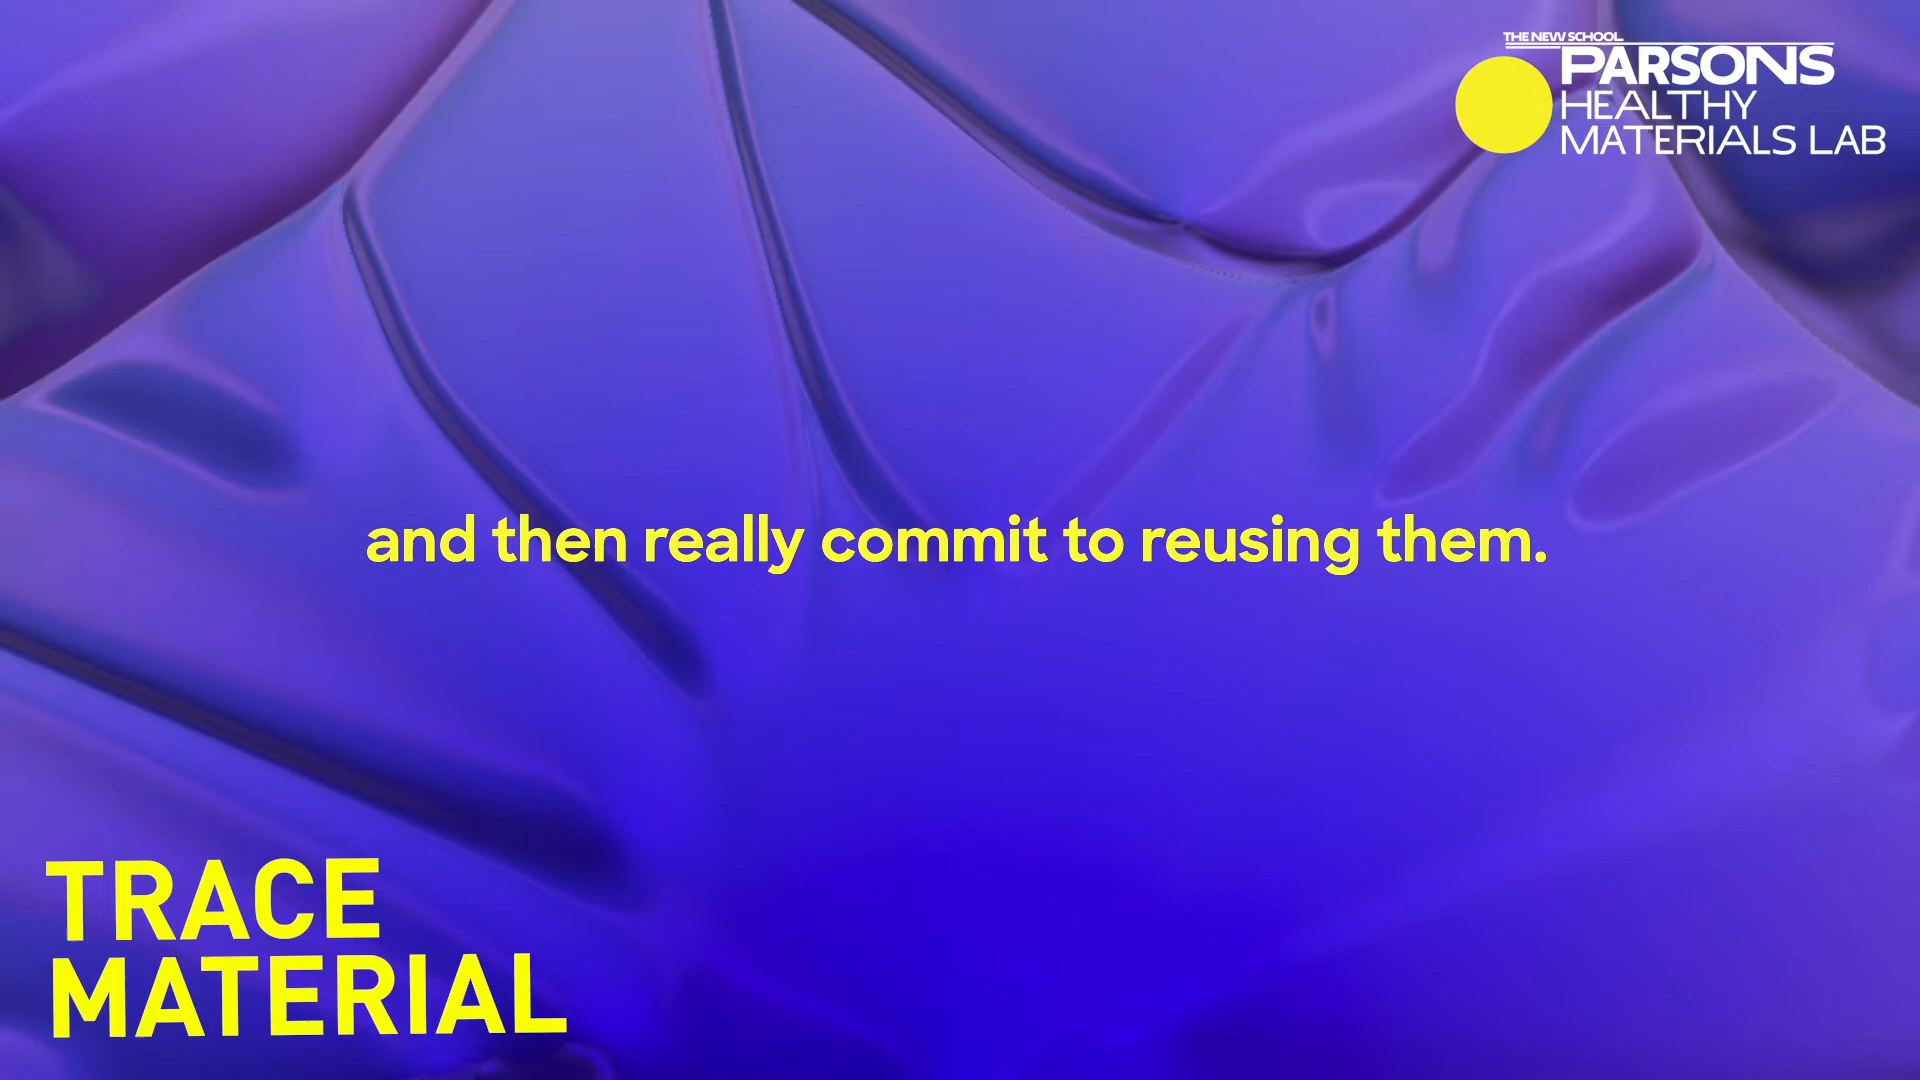 THE NEW SCHOOL
PARSONS
HEALTHY
MATERIALS LAB
and then really commit to reusing them.
TRACE
MATERIAL